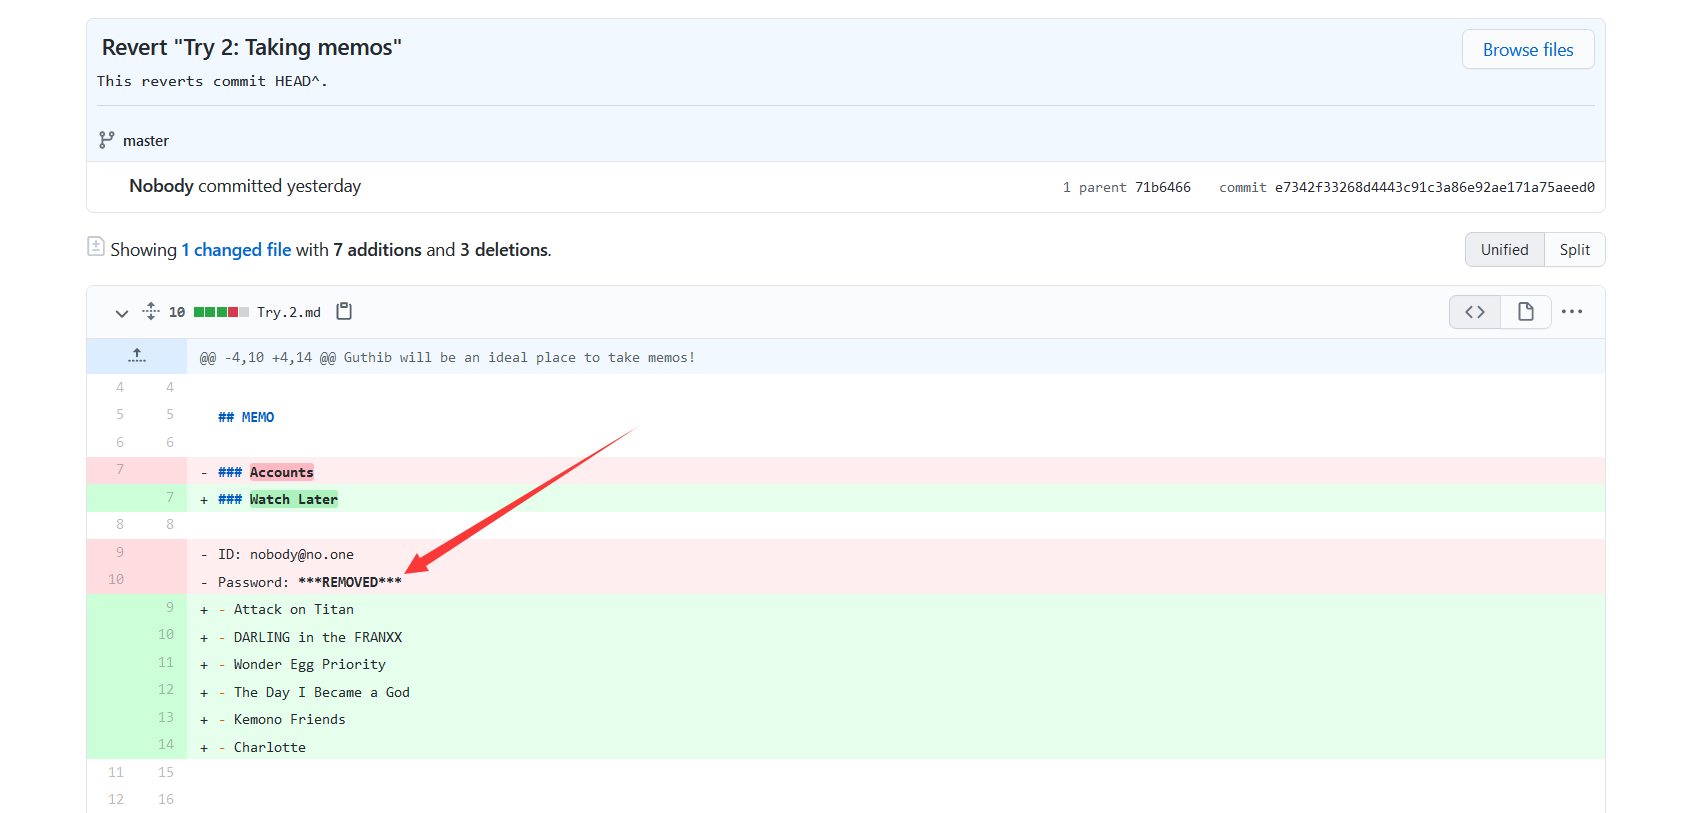 Revert "Try 2: Taking memos"
Browse files
This reverts commit HEAD^.
master
Nobody committed yesterday
1 parent 71b6466 commit e7342f33268d4443c91c3a86e92ae171a75aeed0
Showing 1 changed file with 7 additions and 3 deletions.
Unified Split
10 Try.2.md
@@ -4,10 +4,14 @@ Guthib will be an ideal place to take memos!
4 4
5 5 ## MEMO
6 6
7 - ### Accounts
7 + ### Watch Later
8 8
9 - ID: nobody@no.one
10 - Password: ***REMOVED***
9 + - Attack on Titan
10 + - DARLING in the FRANXX
11 + - Wonder Egg Priority
12 + - The Day I Became a God
13 + - Kemono Friends
14 + - Charlotte
11 15
12 16